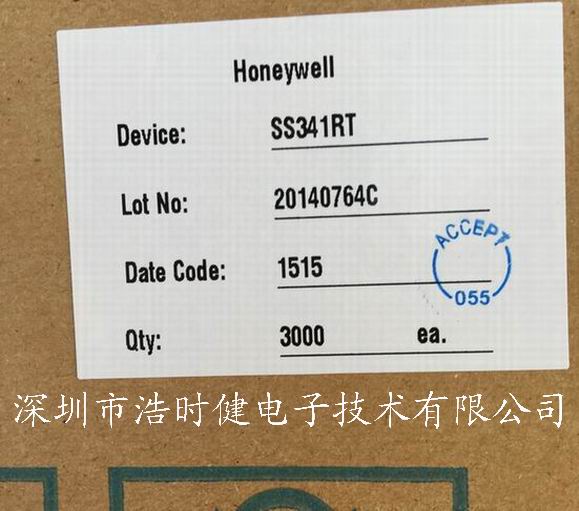 Honeywell
Device: SS341RT
Lot No: 20140764C
Date Code: 1515
ACCEPT
055
Qty: 3000 ea.
深圳市浩时健电子技术有限公司